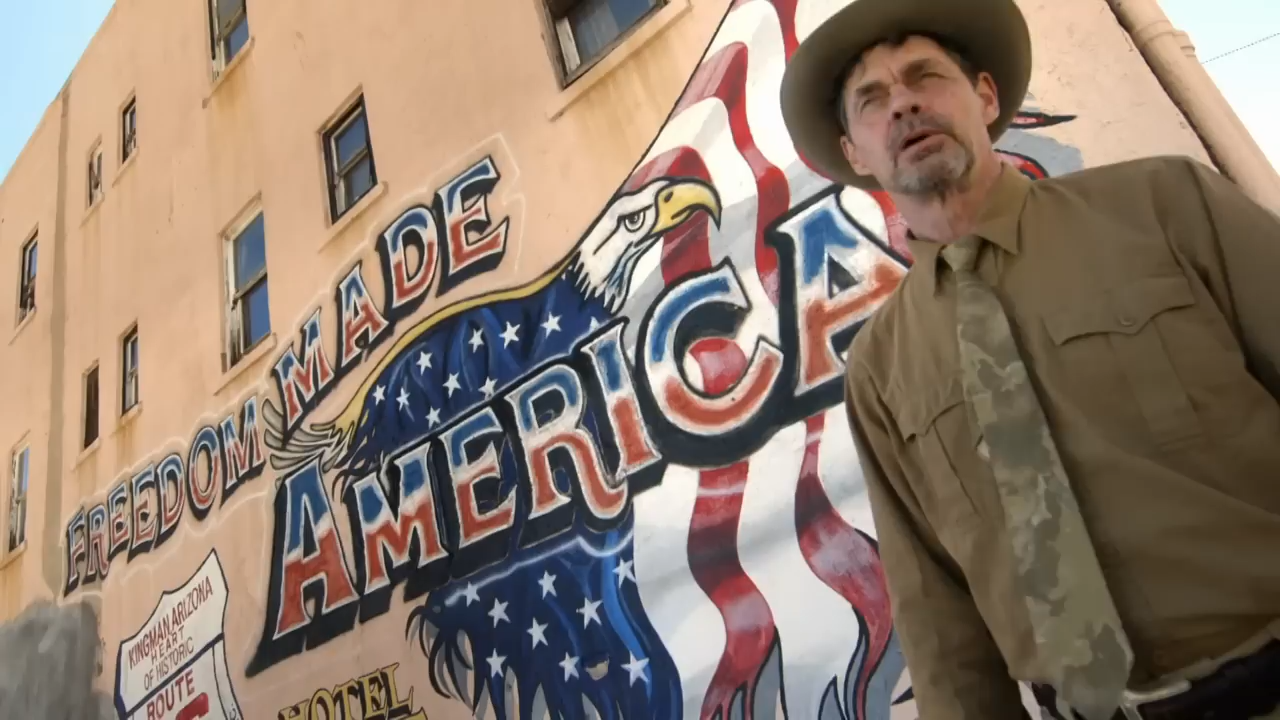 FREEDOM MADE
AMERICA
KINGMAN, ARIZONA
HEART
OF HISTORIC
ROUTE
HOTEL